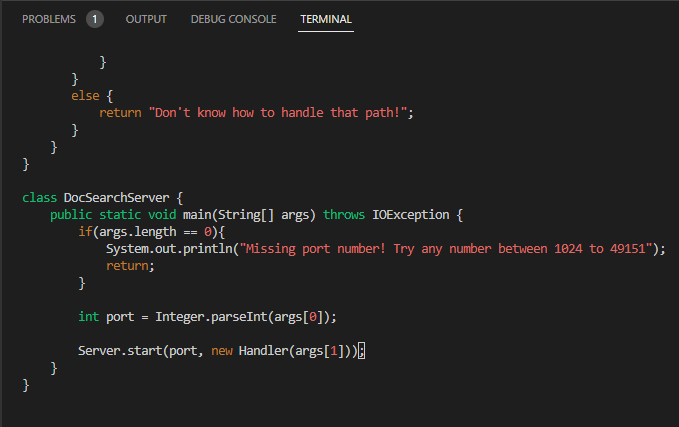 PROBLEMS 1 OUTPUT DEBUG CONSOLE TERMINAL
}
}
else {
return "Don't know how to handle that path!";
}
}
}
class DocSearchServer {
public static void main(String[] args) throws IOException {
if(args.length == 0){
System.out.println("Missing port number! Try any number between 1024 to 49151");
return;
}
int port = Integer.parseInt(args[0]);
Server.start(port, new Handler(args[1]));
}
}